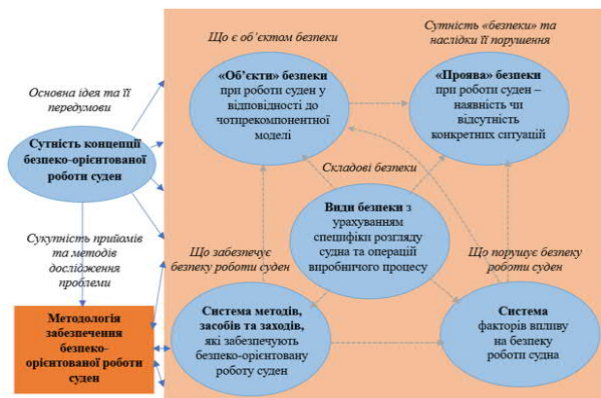 Що є об’єктом безпеки
Сутність «безпеки» та
наслідки її порушення
Основна ідея та її
передумови
«Об’єкти» безпеки
при роботи суден у
відповідності до
чотирекомпонентної
моделі
«Проява» безпеки
при роботи суден –
наявність чи
відсутність
конкретних ситуацій
Сутність концепції
безпеко-орієнтованої
роботи суден
Складові безпеки
Види безпеки з
урахуванням
специфіки розгляду
судна та операцій
виробничого процесу
Сукупність прийомів
та методів
дослідження
проблеми
Що забезпечує
безпеку роботи суден
Що порушує безпеку
роботи суден
Методологія
забезпечення
безпеко-
орієнтованої роботи
суден
Система методів,
засобів та заходів,
які забезпечують
безпеко-орієнтовану
роботу суден
Система
факторів впливу
на безпеку
роботи судна